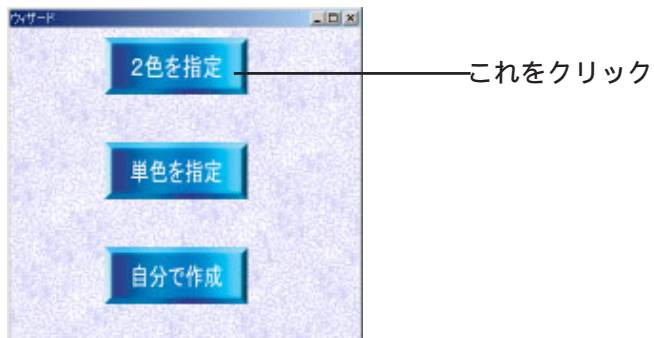 ウィザード
2色を指定
これをクリック
単色を指定
自分で作成